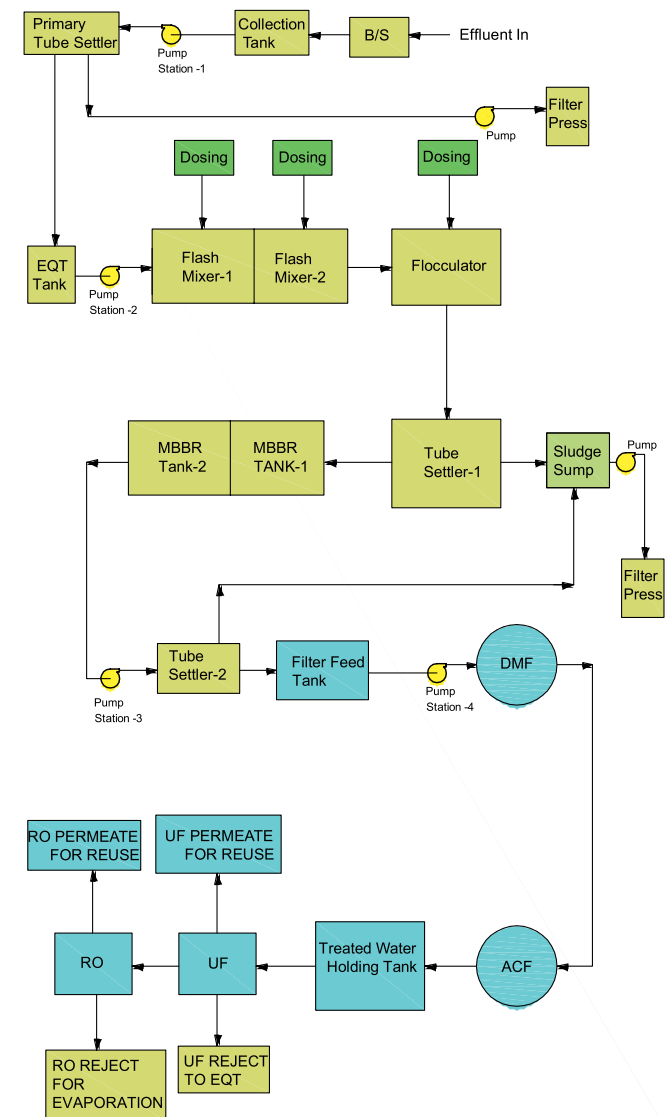 Primary
Tube Settler
Pump
Station -1
Collection
Tank
B/S
Effluent In
Filter
Press
Pump
Dosing
Dosing
Dosing
EQT
Tank
Pump
Station -2
Flash
Mixer-1
Flash
Mixer-2
Flocculator
MBBR
Tank-2
MBBR
TANK-1
Tube
Settler-1
Sludge
Sump
Pump
Filter
Press
Pump
Station -3
Tube
Settler-2
Filter Feed
Tank
Pump
Station -4
DMF
RO PERMEATE
FOR REUSE
UF PERMEATE
FOR REUSE
RO
UF
Treated Water
Holding Tank
ACF
RO REJECT
FOR
EVAPORATION
UF REJECT
TO EQT